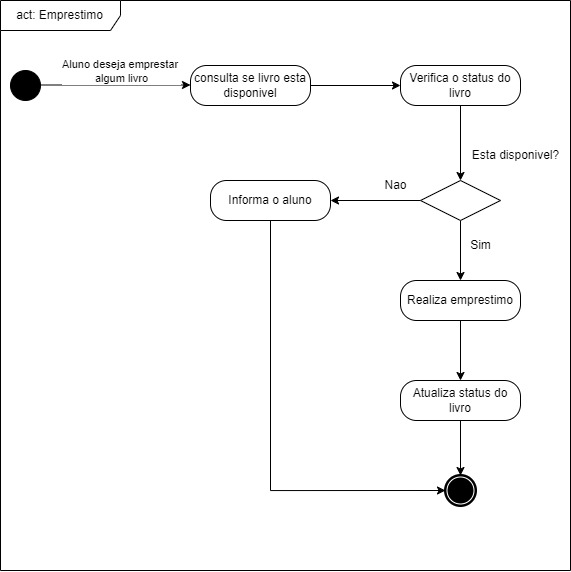 act: Emprestimo
Aluno deseja emprestar
algum livro
consulta se livro esta
disponivel
Verifica o status do
livro
Esta disponivel?
Nao
Informa o aluno
Sim
Realiza emprestimo
Atualiza status do
livro